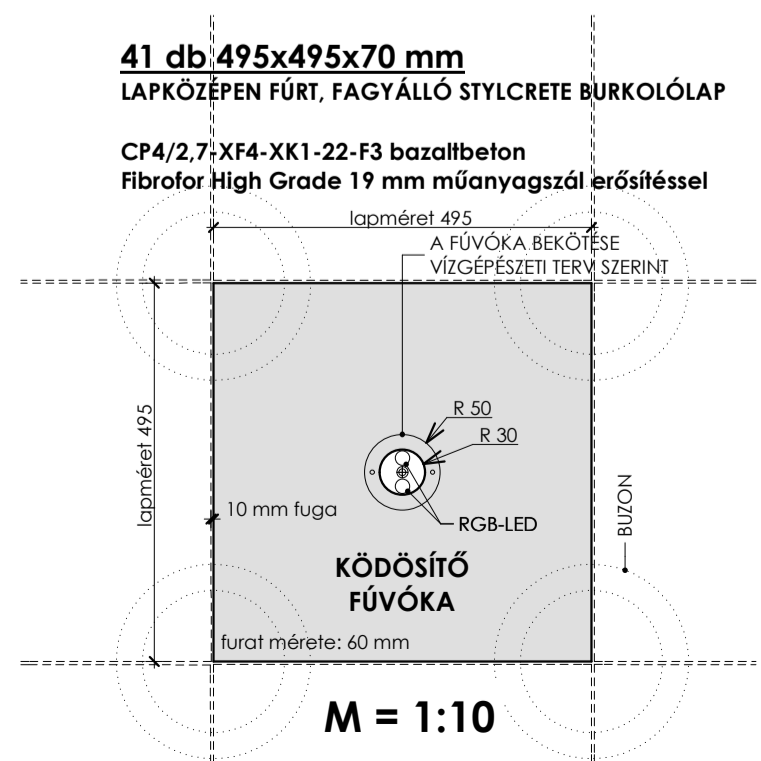 41 db 495x495x70 mm
LAPKÖZÉPEN FÚRT, FAGYÁLLÓ STYLCRETE BURKOLÓLAP
CP4/2,7-XF4-XK1-22-F3 bazaltbeton
Fibrofor High Grade 19 mm műanyagszál erősítéssel
lapméret 495
A FÚVÓKA BEKÖTÉSE
VÍZGÉPÉSZETI TERV SZERINT
lapméret 495
R 50
R 30
10 mm fuga
RGB-LED
BUZON
KÖDÖSÍTŐ
FÚVÓKA
furat mérete: 60 mm
M = 1:10